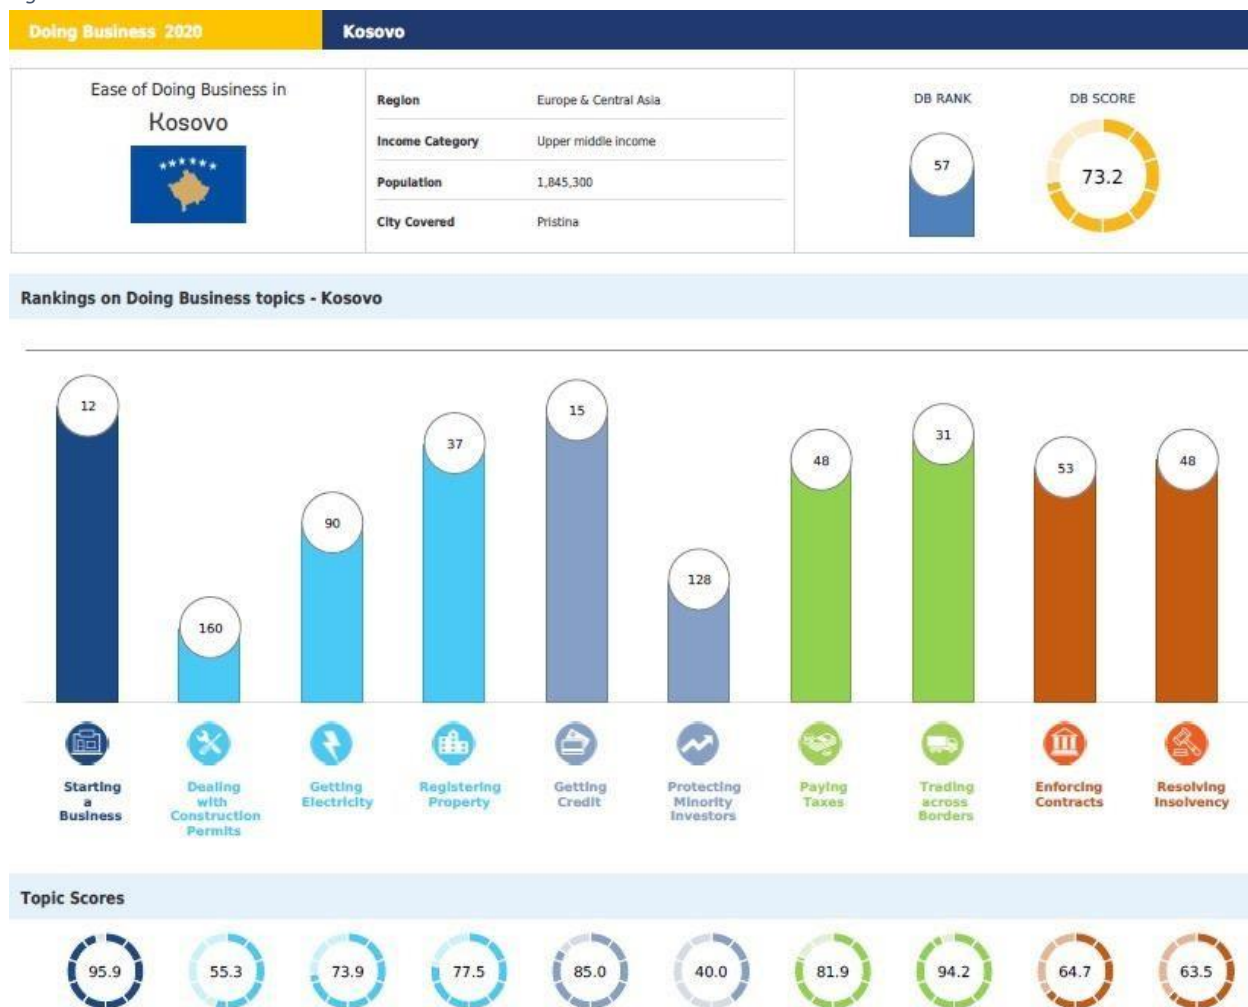 Doing Business 2020
Kosovo
Ease of Doing Business in
Kosovo
Region Europe & Central Asia
Income Category Upper middle income
Population 1,845,300
City Covered Pristina
DB RANK DB SCORE
57
73.2
Rankings on Doing Business topics - Kosovo
12
160
90
37
15
128
48
31
53
48
Starting
a
Business
Dealing
with
Construction
Permits
Getting
Electricity
Registering
Property
Getting
Credit
Protecting
Minority
Investors
Paying
Taxes
Trading
across
Borders
Enforcing
Contracts
Resolving
Insolvency
Topic Scores
95.9 55.3 73.9 77.5 85.0 40.0 81.9 94.2 64.7 63.5